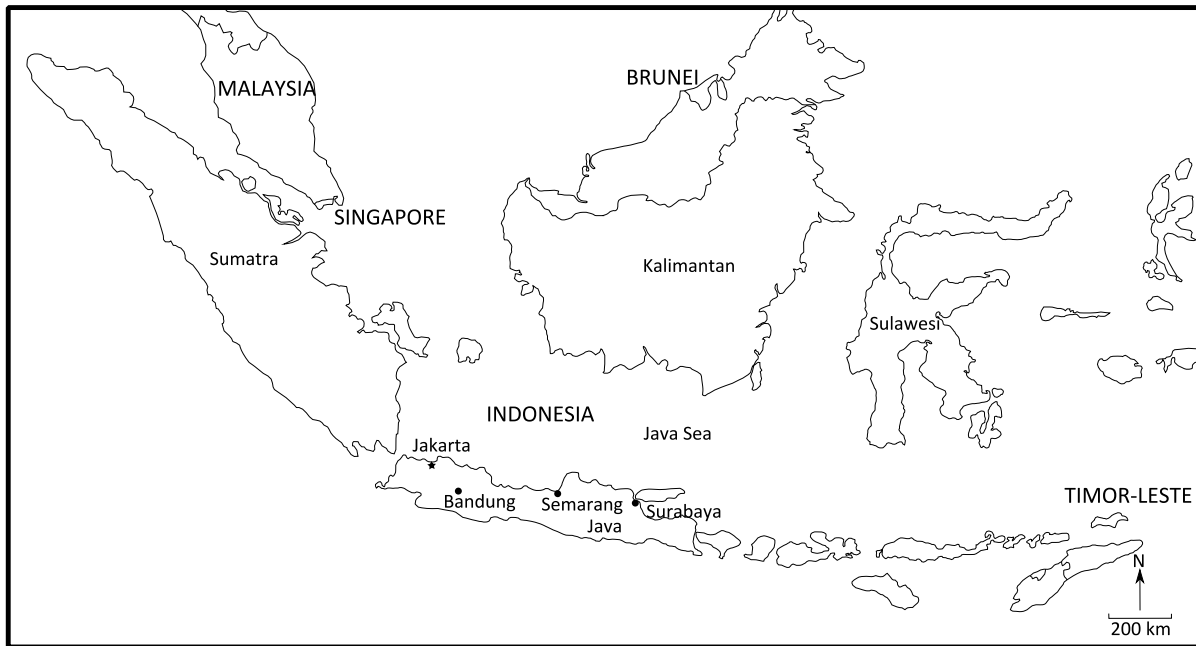 BRUNEI
MALAYSIA
SINGAPORE
Sumatra
Kalimantan
Sulawesi
INDONESIA
Java Sea
Jakarta
Bandung
Semarang
Surabaya
Java
TIMOR-LESTE
N
200 km